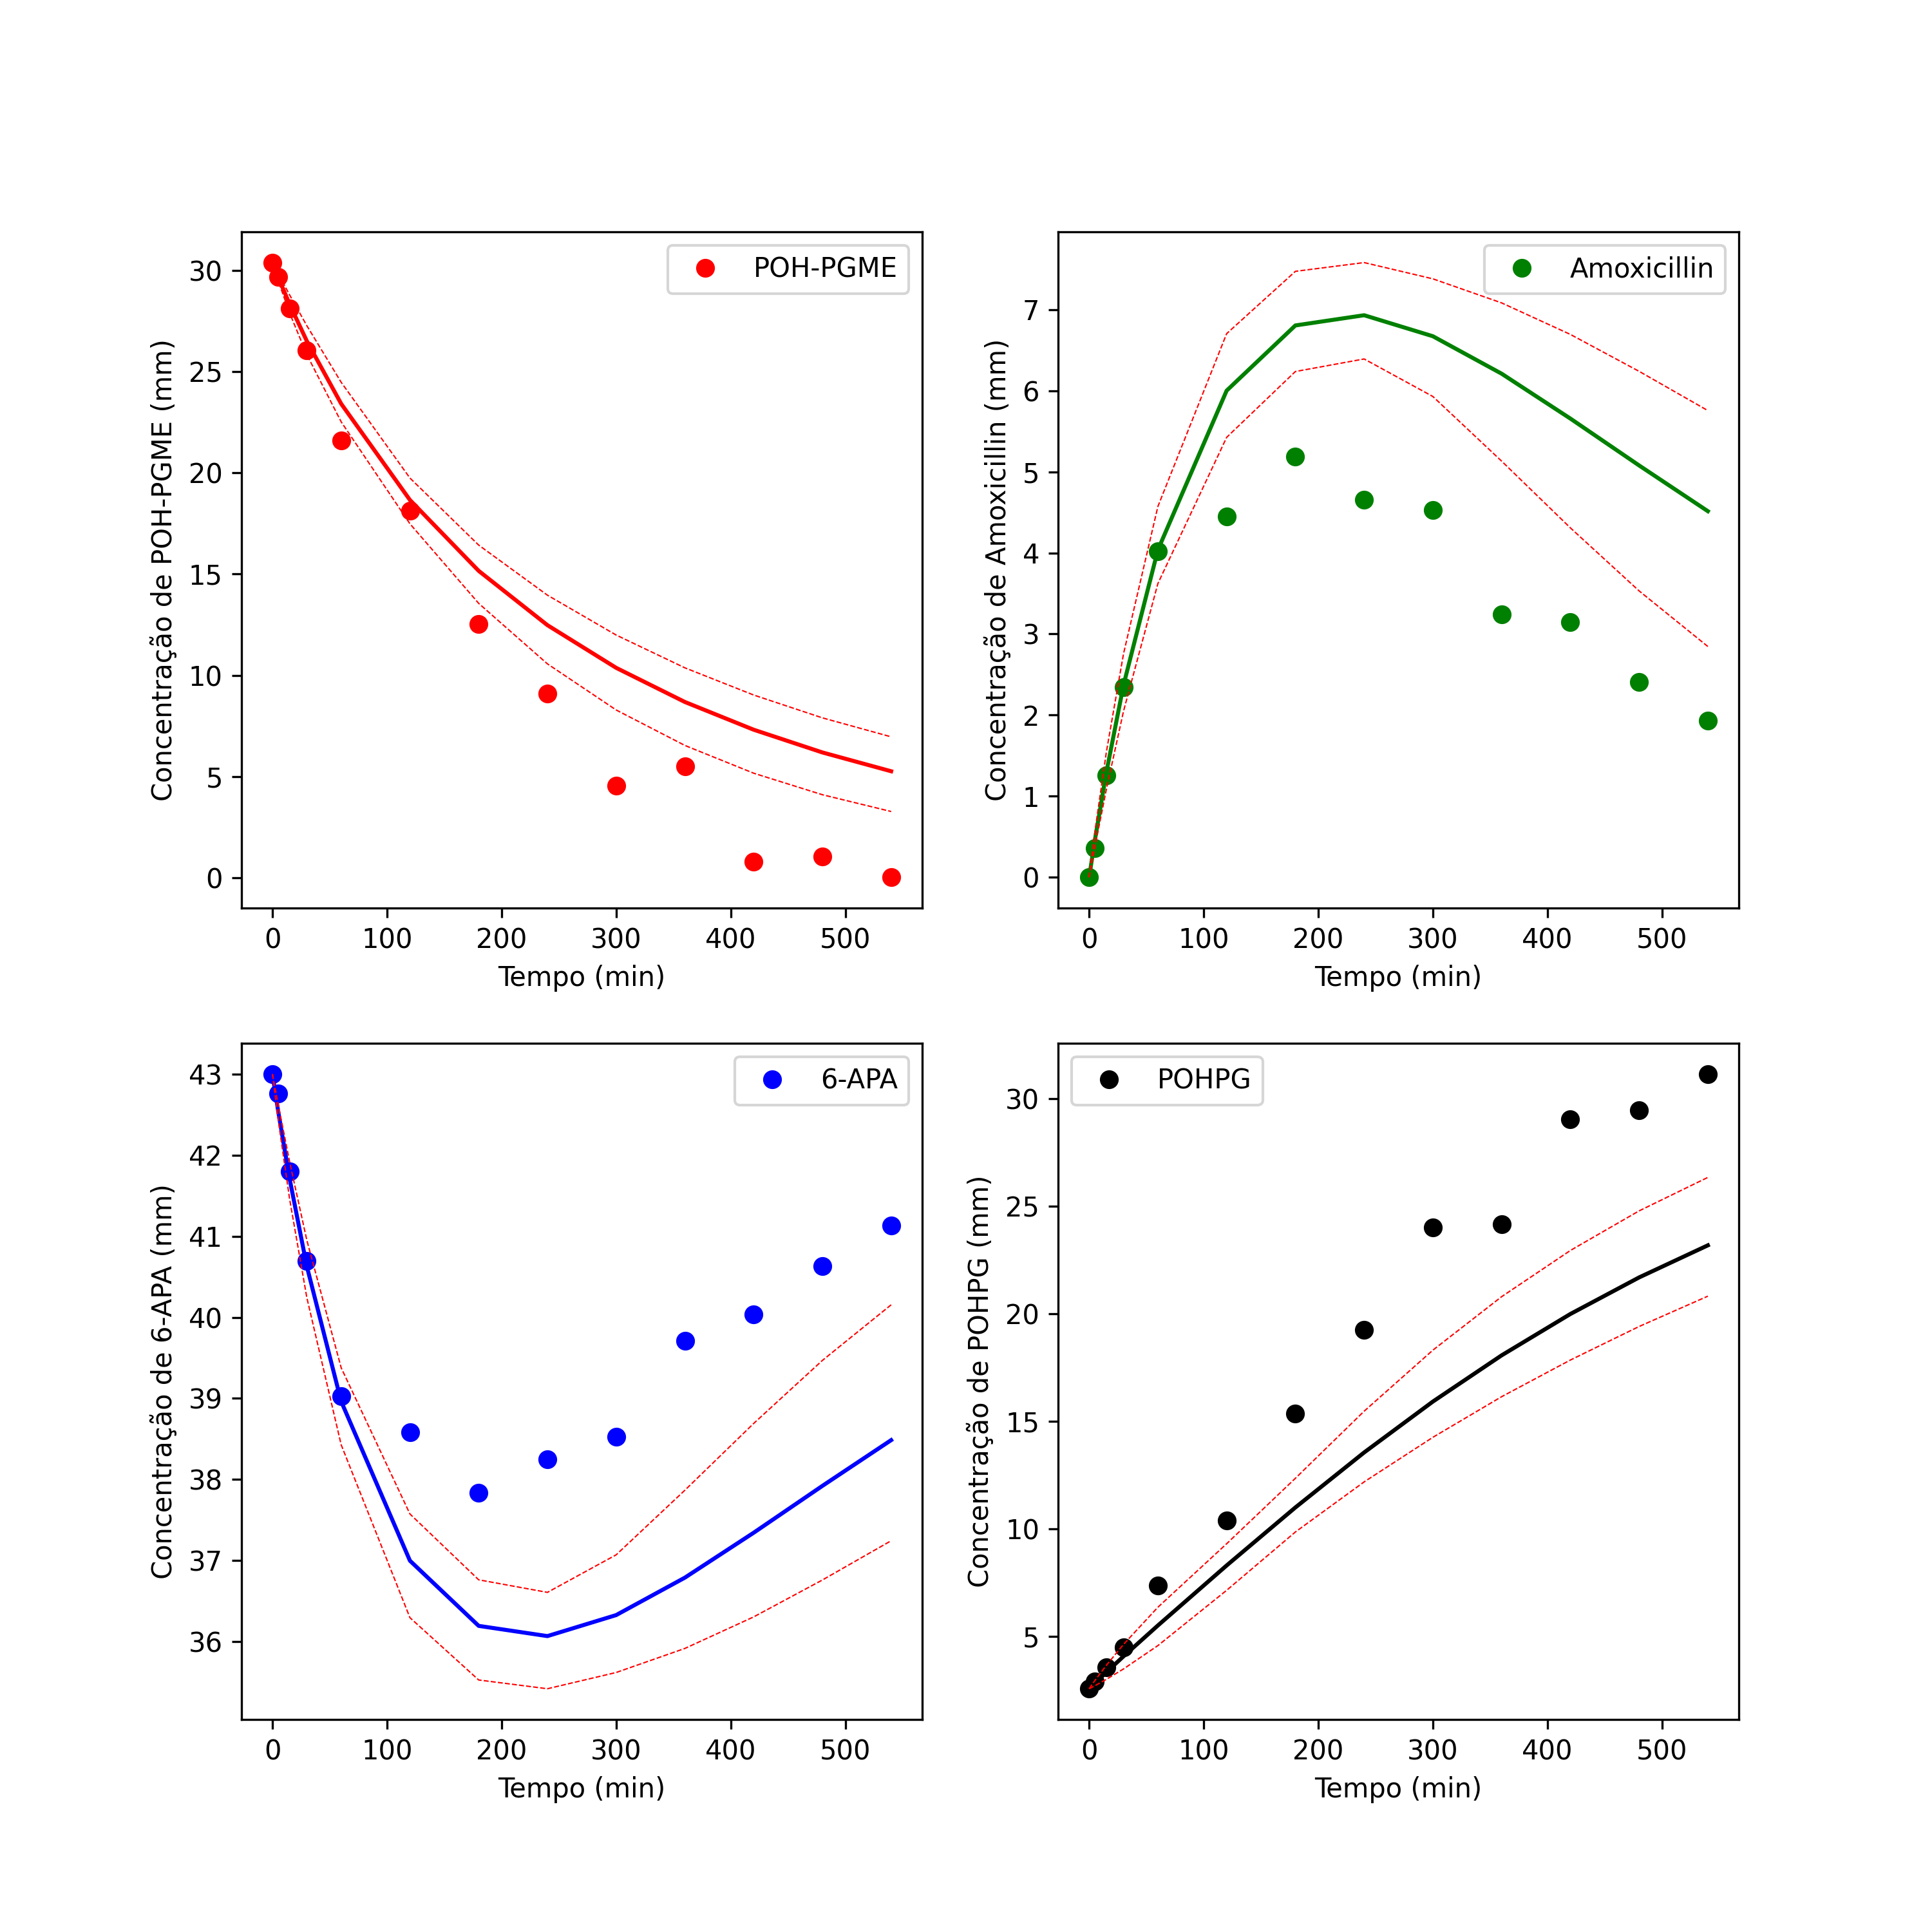 POH-PGME
Concentração de POH-PGME (mm)
30
25
20
15
10
5
0
0 100 200 300 400 500
Tempo (min)
Amoxicillin
Concentração de Amoxicillin (mm)
7
6
5
4
3
2
1
0
0 100 200 300 400 500
Tempo (min)
6-APA
Concentração de 6-APA (mm)
43
42
41
40
39
38
37
36
0 100 200 300 400 500
Tempo (min)
POHPG
Concentração de POHPG (mm)
30
25
20
15
10
5
0 100 200 300 400 500
Tempo (min)